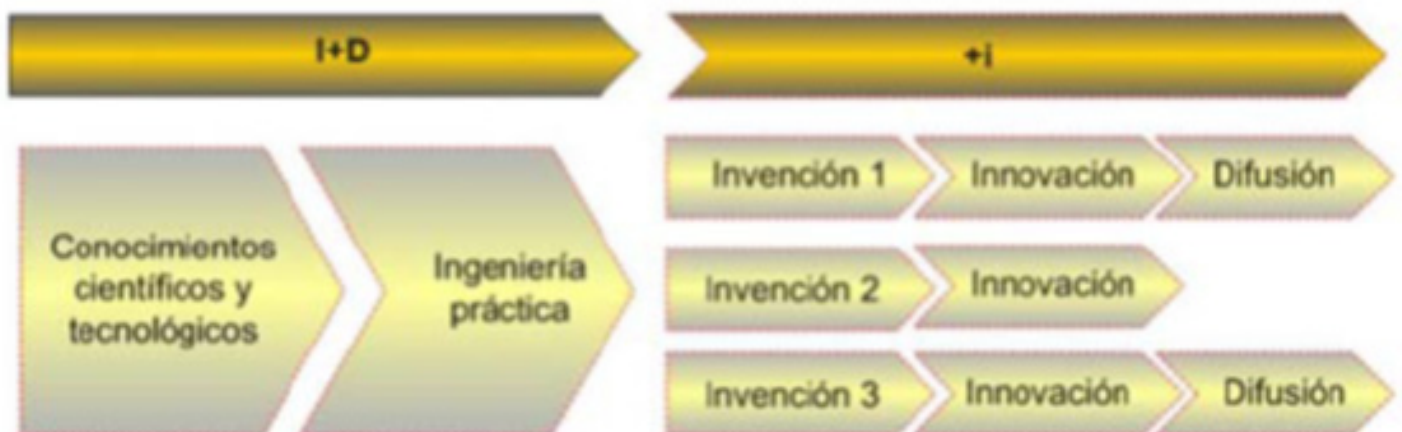 I+D
+i
Conocimientos
científicos y
tecnológicos
Ingeniería
práctica
Invención 1
Innovación
Difusión
Invención 2
Innovación
Invención 3
Innovación
Difusión